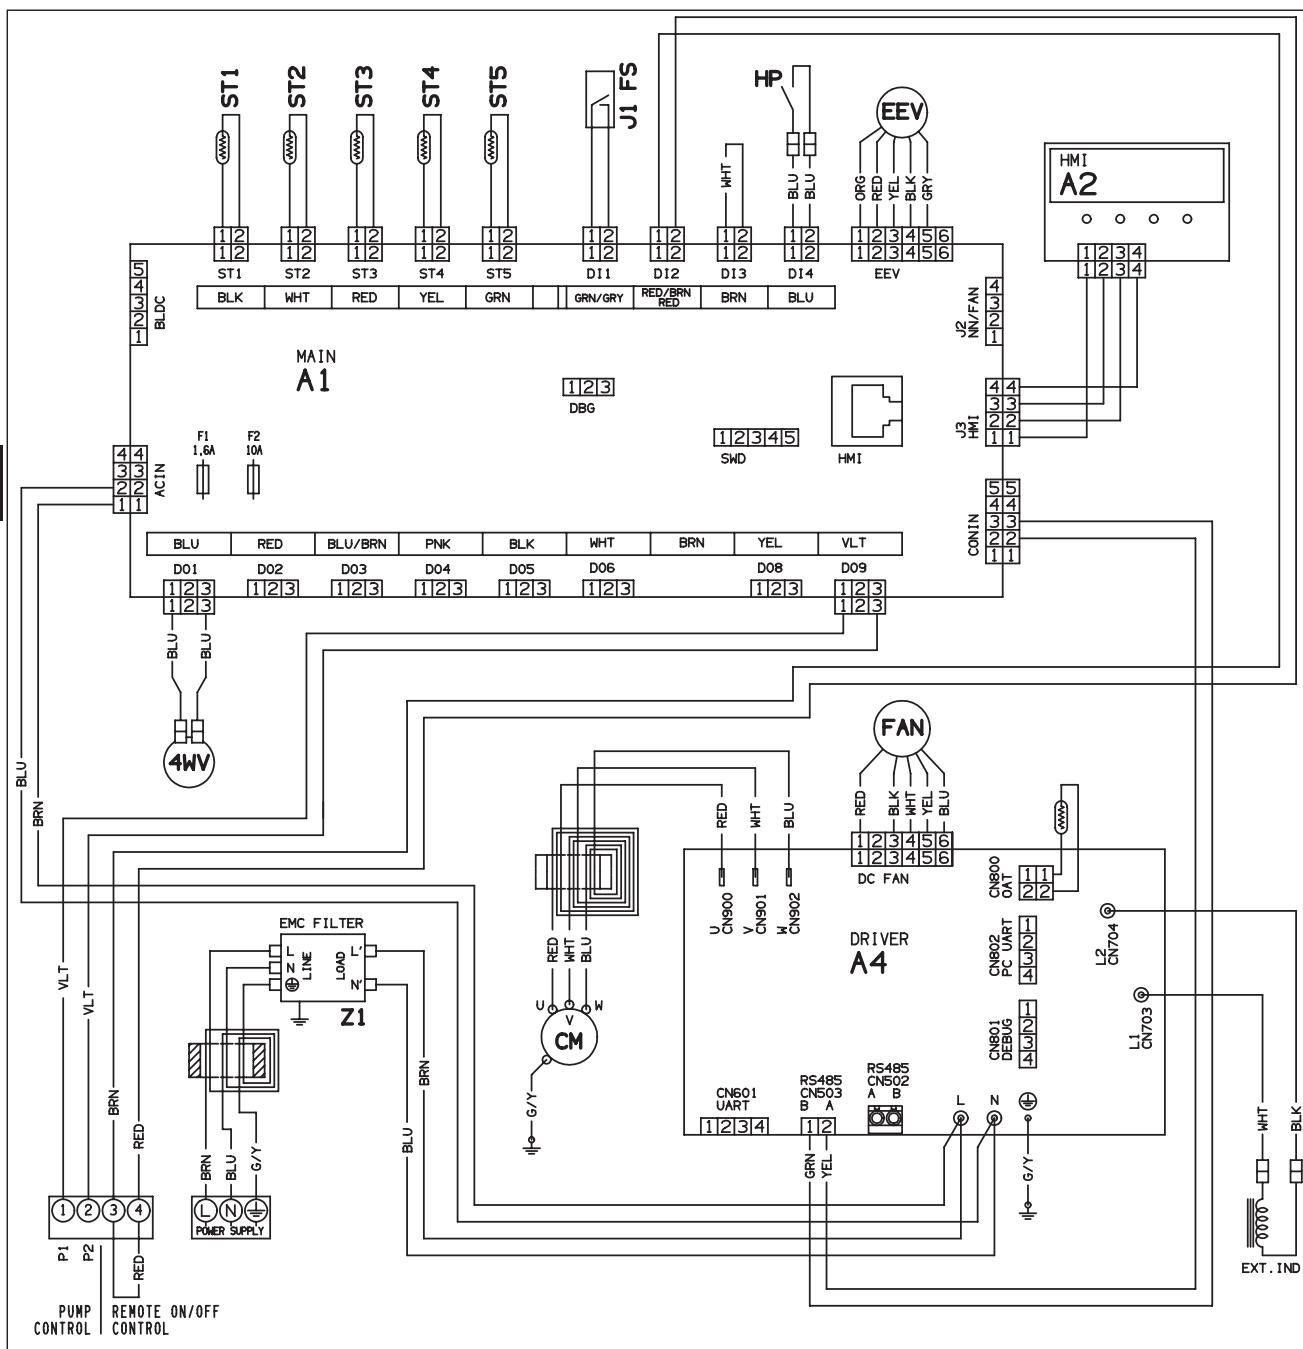 ST1 ST2 ST3 ST4 ST5 J1 FS HP EEV
HMI
A2
WHT BLU BLU ORG RED YEL BLK GRY
1 2 1 2 1 2 1 2 1 2 1 2 1 2 1 2 1 2 1 2 3 4 5 6
1 2 1 2 1 2 1 2 1 2 1 2 1 2 1 2 1 2 1 2 3 4 5 6
1 2 3 4
1 2 3 4
ST1 ST2 ST3 ST4 ST5 DI1 DI2 DI3 DI4 EEV
BLK WHT RED YEL GRN GRN/GRY RED/BRN RED BRN BLU
5
4
3
2
1
BLDC
4
3
2
1
J2
NN/FAN
MAIN
A1
1 2 3
DBG
1 2 3 4 5
SWD
HMI
4 4
3 3
2 2
1 1
J3
HMI
F1
1,6A
F2
10A
4 4
3 3
2 2
1 1
ACIN
5 5
4 4
3 3
2 2
1 1
CONIN
BLU RED BLU/BRN PNK BLK WHT BRN YEL VLT
DO1 DO2 DO3 DO4 DO5 DO6 DO8 DO9
1 2 3 1 2 3 1 2 3 1 2 3 1 2 3 1 2 3 1 2 3 1 2 3
1 2 3 1 2 3
BLU BLU
4WV
BLU
BRN
FAN
RED BLK WHT YEL BLU
1 2 3 4 5 6
1 2 3 4 5 6
DC FAN
RED WHT BLU
U
CN900
V
CN901
W
CN902
CN800
OAT
1 1
2 2
DRIVER
A4
CN802
PC UART
1
2
3
4
CN801
DEBUG
1
2
3
4
L2
CN704
L1
CN703
EMC FILTER
L L'
N N'
LINE LOAD
Z1
RED WHT BLU
U V W
CM
G/Y
CN601
UART
1 2 3 4
RS485
CN503
B A
1 2
RS485
CN502
A B
L N
GRN YEL
G/Y
WHT BLK
VLT VLT BRN RED
BRN BLU G/Y
BRN
BLU
1 2 3 4
L N
POWER SUPPLY
P1 P2 RED
EXT.IND
PUMP
CONTROL
REMOTE ON/OFF
CONTROL